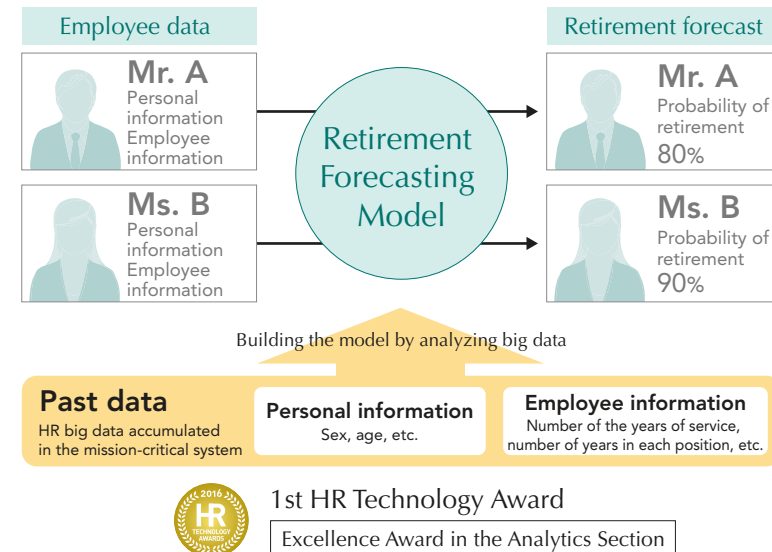 Employee data
Retirement forecast
Mr. A
Personal
information
Employee
information
Retirement
Forecasting
Model
Mr. A
Probability of
retirement
80%
Ms. B
Personal
information
Employee
information
Ms. B
Probability of
retirement
90%
Building the model by analyzing big data
Past data
HR big data accumulated
in the mission-critical system
Personal information
Sex, age, etc.
Employee information
Number of the years of service,
number of years in each position, etc.
2016
HR
TECHNOLOGY
AWARDS
1st HR Technology Award
Excellence Award in the Analytics Section